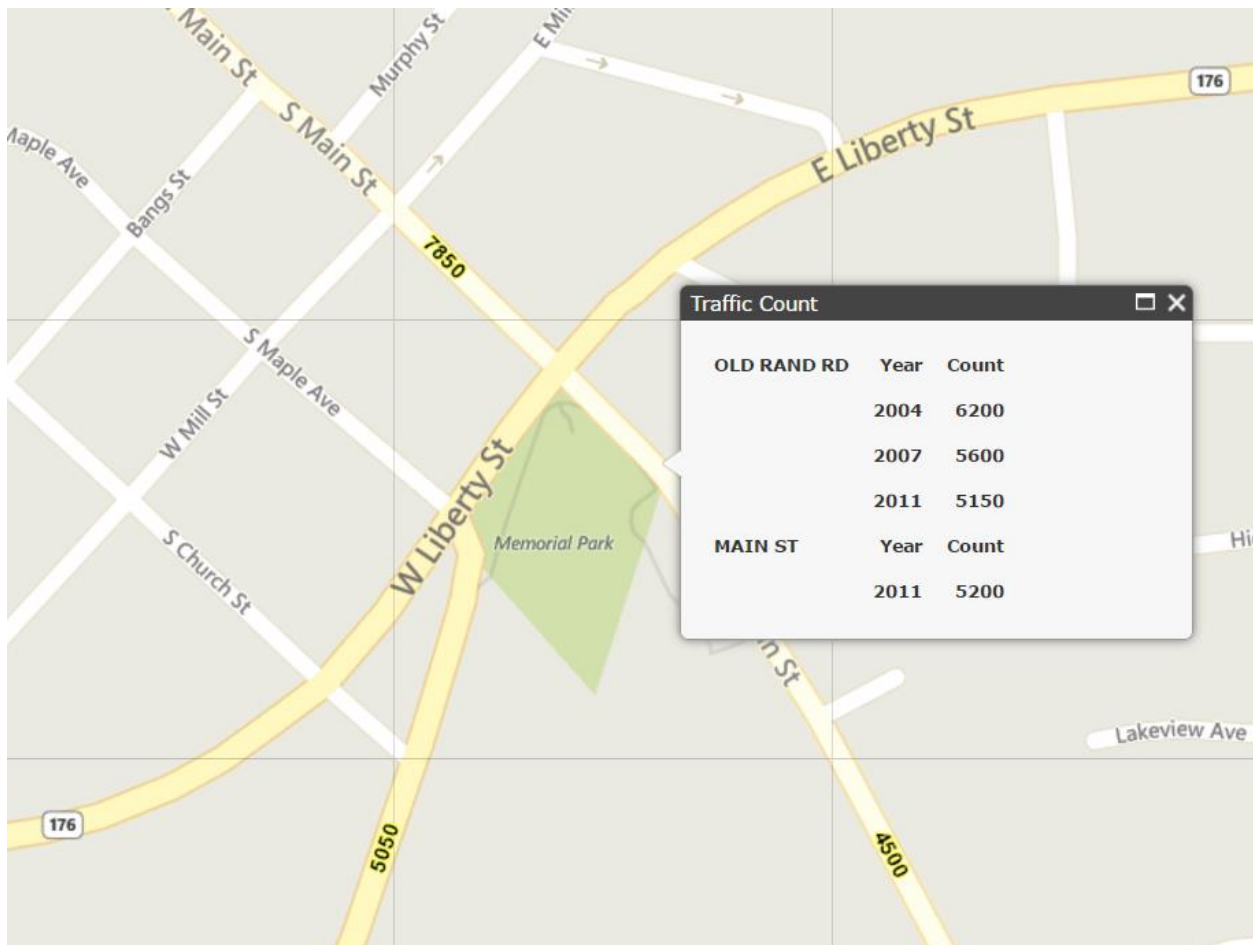 Main St
Murphy St
E Mil
176
S Main St
E Liberty St
Maple Ave
Bangs St
7850
Traffic Count
OLD RAND RD Year Count
2004 6200
2007 5600
2011 5150
MAIN ST Year Count
2011 5200
S Maple Ave
W Mill St
W Liberty St
Memorial Park
Hi
S Church St
in St
Lakeview Ave
176
5050
4500